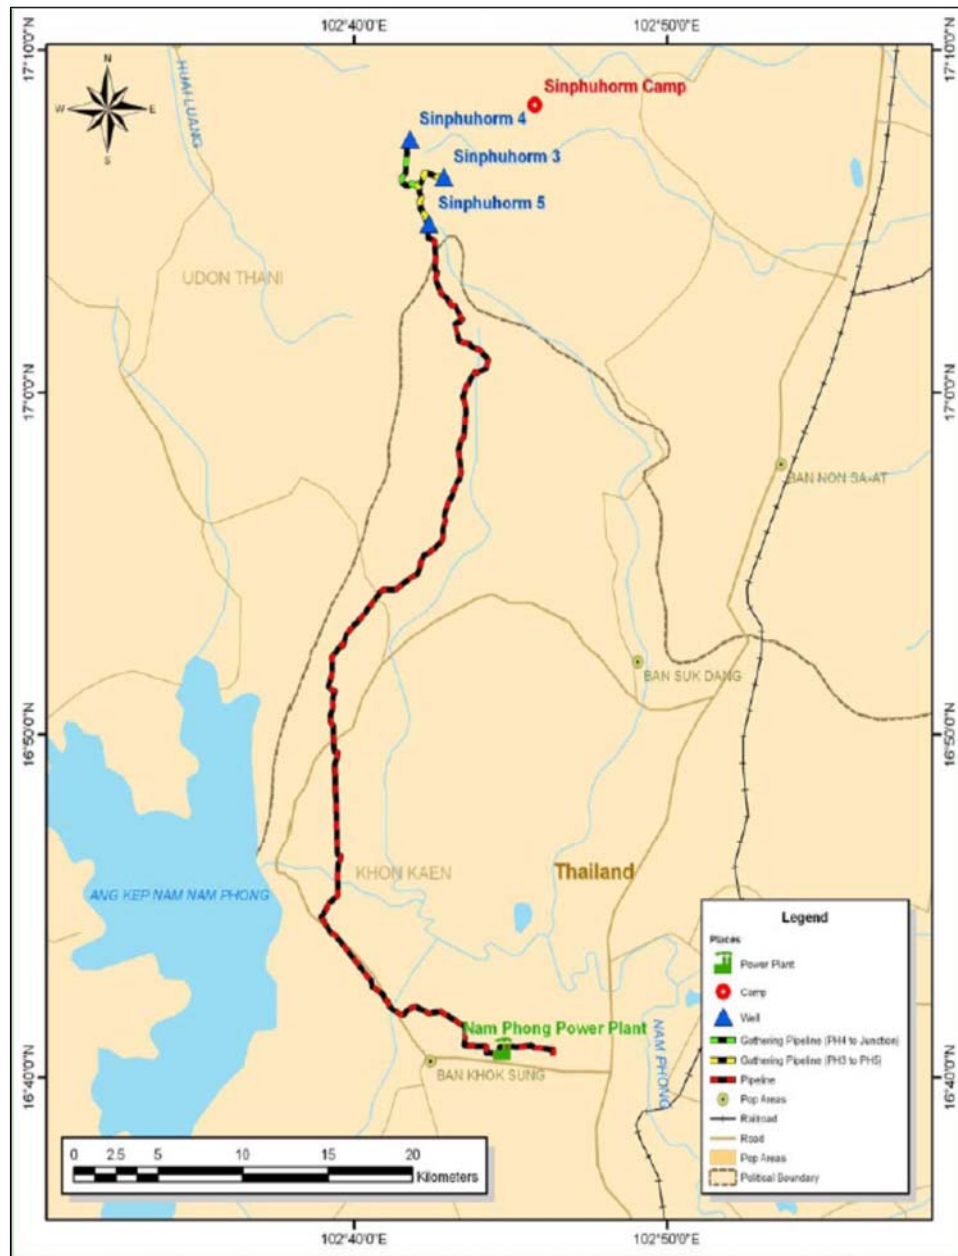 102°40'0"E
102°50'0"E
17°10'0"N
17°10'0"N
N
W
E
S
HUAI LUANG
Sinphuhorm Camp
Sinphuhorm 4
Sinphuhorm 3
Sinphuhorm 5
UDON THANI
17°0'0"N
17°0'0"N
BAN NON SA-AT
BAN SUK DANG
16°50'0"N
16°50'0"N
KHON KAEN
Thailand
ANG KEP NAM NAM PHONG
Nam Phong Power Plant
NAM PHONG
BAN KHOK SUNG
16°40'0"N
16°40'0"N
Legend
Places
Power Plant
Camp
Well
Gathering Pipeline (PH4 to Junction)
Gathering Pipeline (PH3 to PH5)
Pipeline
Pop Areas
Railroad
Road
Pop Areas
Political Boundary
0 2.5 5 10 15 20
Kilometers
102°40'0"E
102°50'0"E